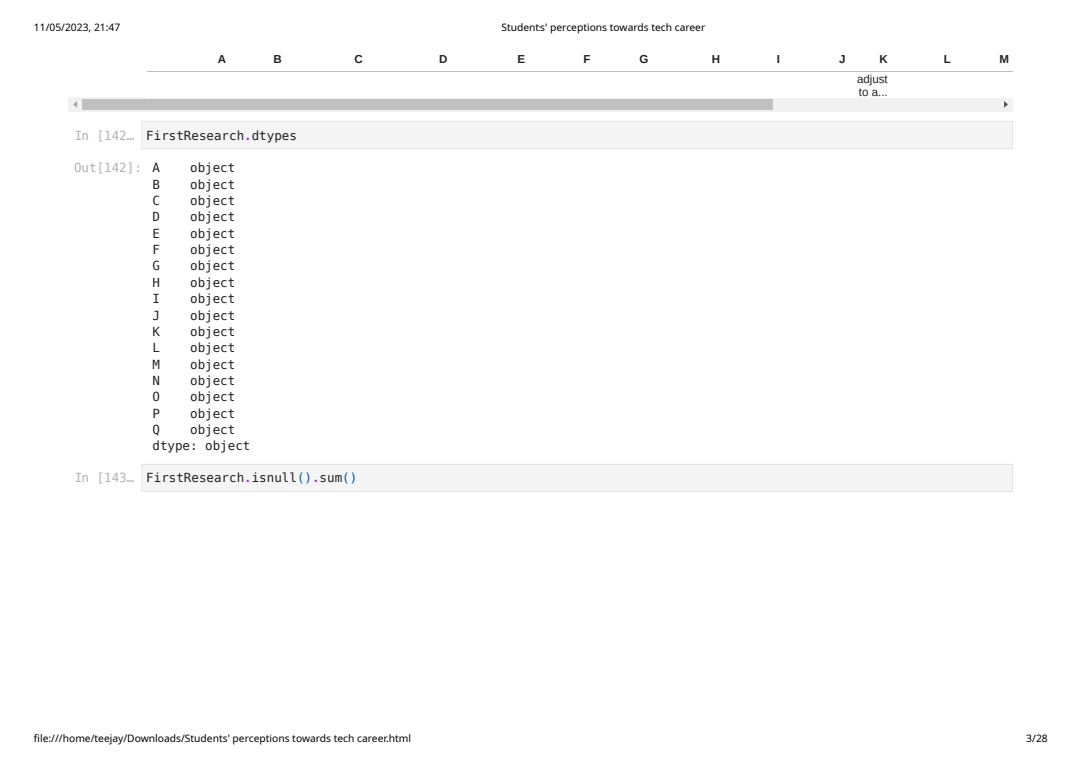 11/05/2023, 21:47 Students' perceptions towards tech career
A B C D E F G H I J K L M
adjust
to a...
In [142… FirstResearch.dtypes
Out[142]: A object
B object
C object
D object
E object
F object
G object
H object
I object
J object
K object
L object
M object
N object
O object
P object
Q object
dtype: object
In [143… FirstResearch.isnull().sum()
file:///home/teejay/Downloads/Students' perceptions towards tech career.html 3/28